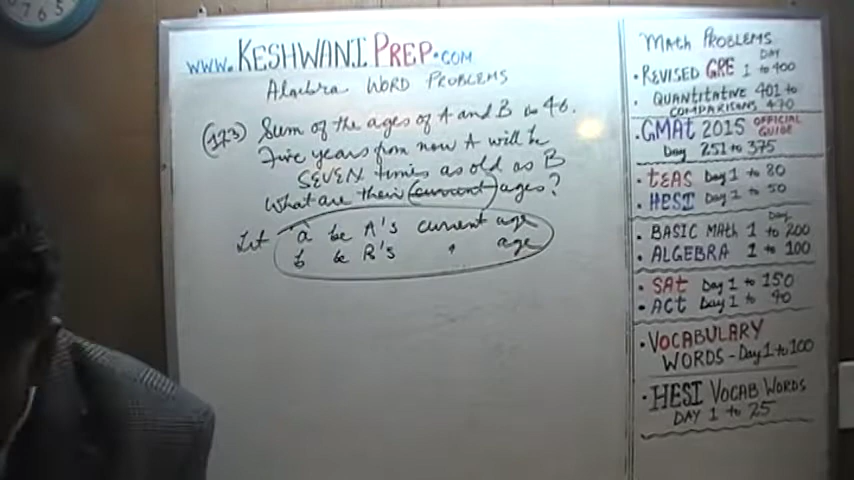 www.KESHWANIPREP.com
Algebra WORD PROBLEMS
(173) Sum of the ages of A and B is 46.
Five years from now A will be
SEVEN times as old as B
What are their current ages?
Let a be A's current age
b be B's " age
MATH PROBLEMS
• REVISED GRE DAY 1 to 400
• QUANTITATIVE 401 to
COMPARISONS 470
• GMAT 2015 OFFICIAL GUIDE
Day 251 to 375
• TEAS Day 1 to 80
• HESI Day 1 to 50
• BASIC MATH Day 1 to 200
• ALGEBRA 1 to 100
• SAT Day 1 to 150
• ACT Day 1 to 90
• VOCABULARY
WORDS - Day 1 to 100
• HESI VOCAB WORDS
DAY 1 to 25
7 6 5